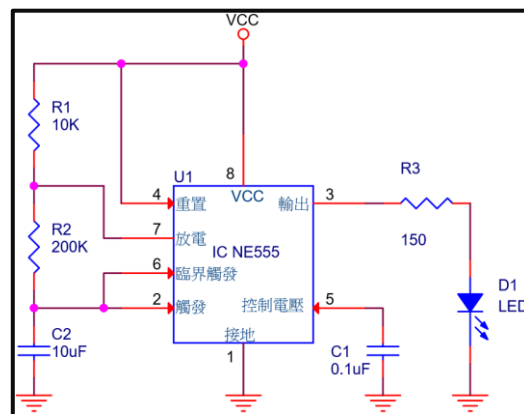 VCC
R1
10K
R2
200K
C2
10uF
U1
8
VCC
4
重置
7
放電
6
臨界觸發
2
觸發
IC NE555
3
輸出
控制電壓
5
接地
1
R3
150
D1
LED
C1
0.1uF